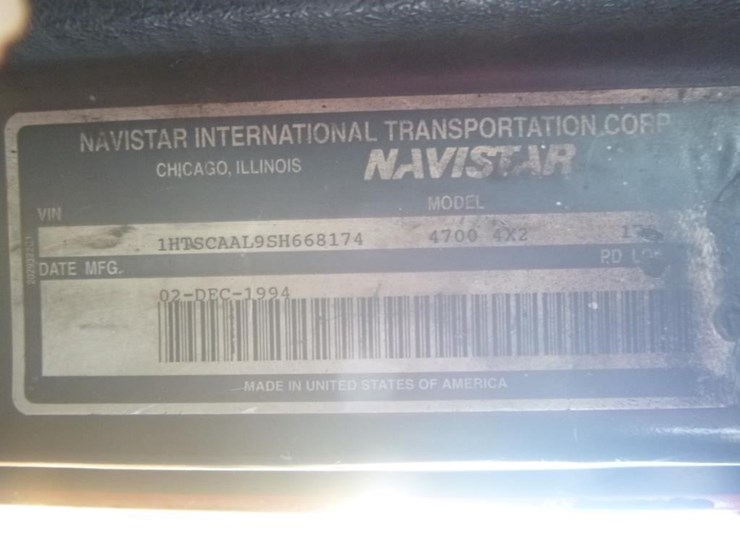 NAVISTAR INTERNATIONAL TRANSPORTATION CORP
CHICAGO, ILLINOIS NAVISTAR
VIN MODEL
1HTSCAAL9SH668174 4700 4X2
DATE MFG.
02-DEC-1994
MADE IN UNITED STATES OF AMERICA